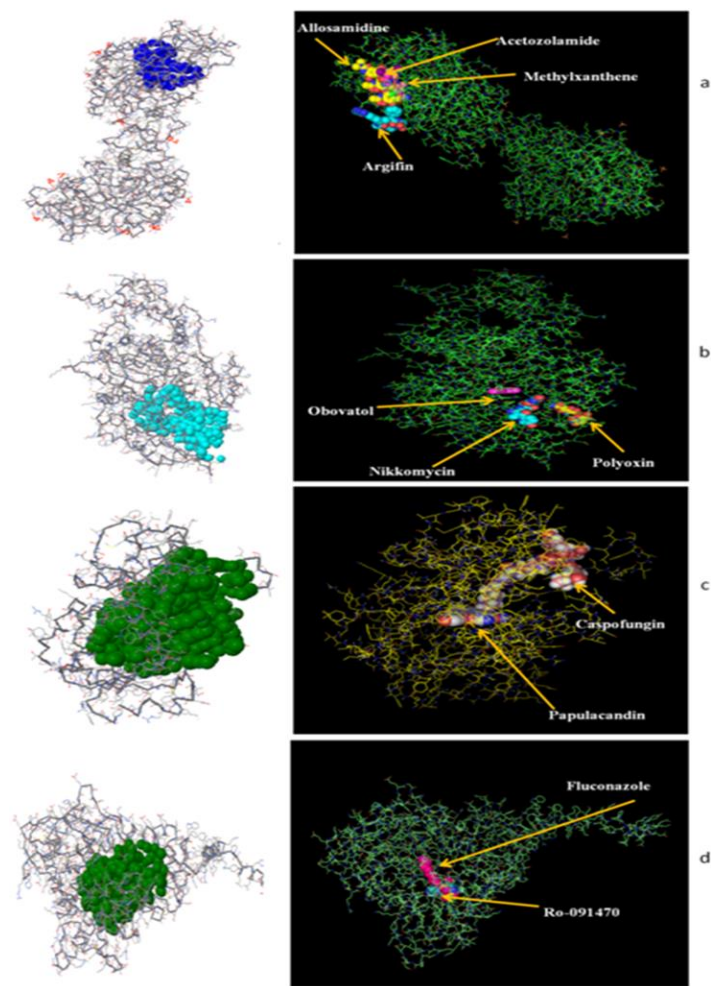 Allosamidine
Acetozolamide
Methylxanthene
a
Argifin
b
Obovatol
Nikkomycin
Polyoxin
c
Caspofungin
Papulacandin
Fluconazole
d
Ro-091470